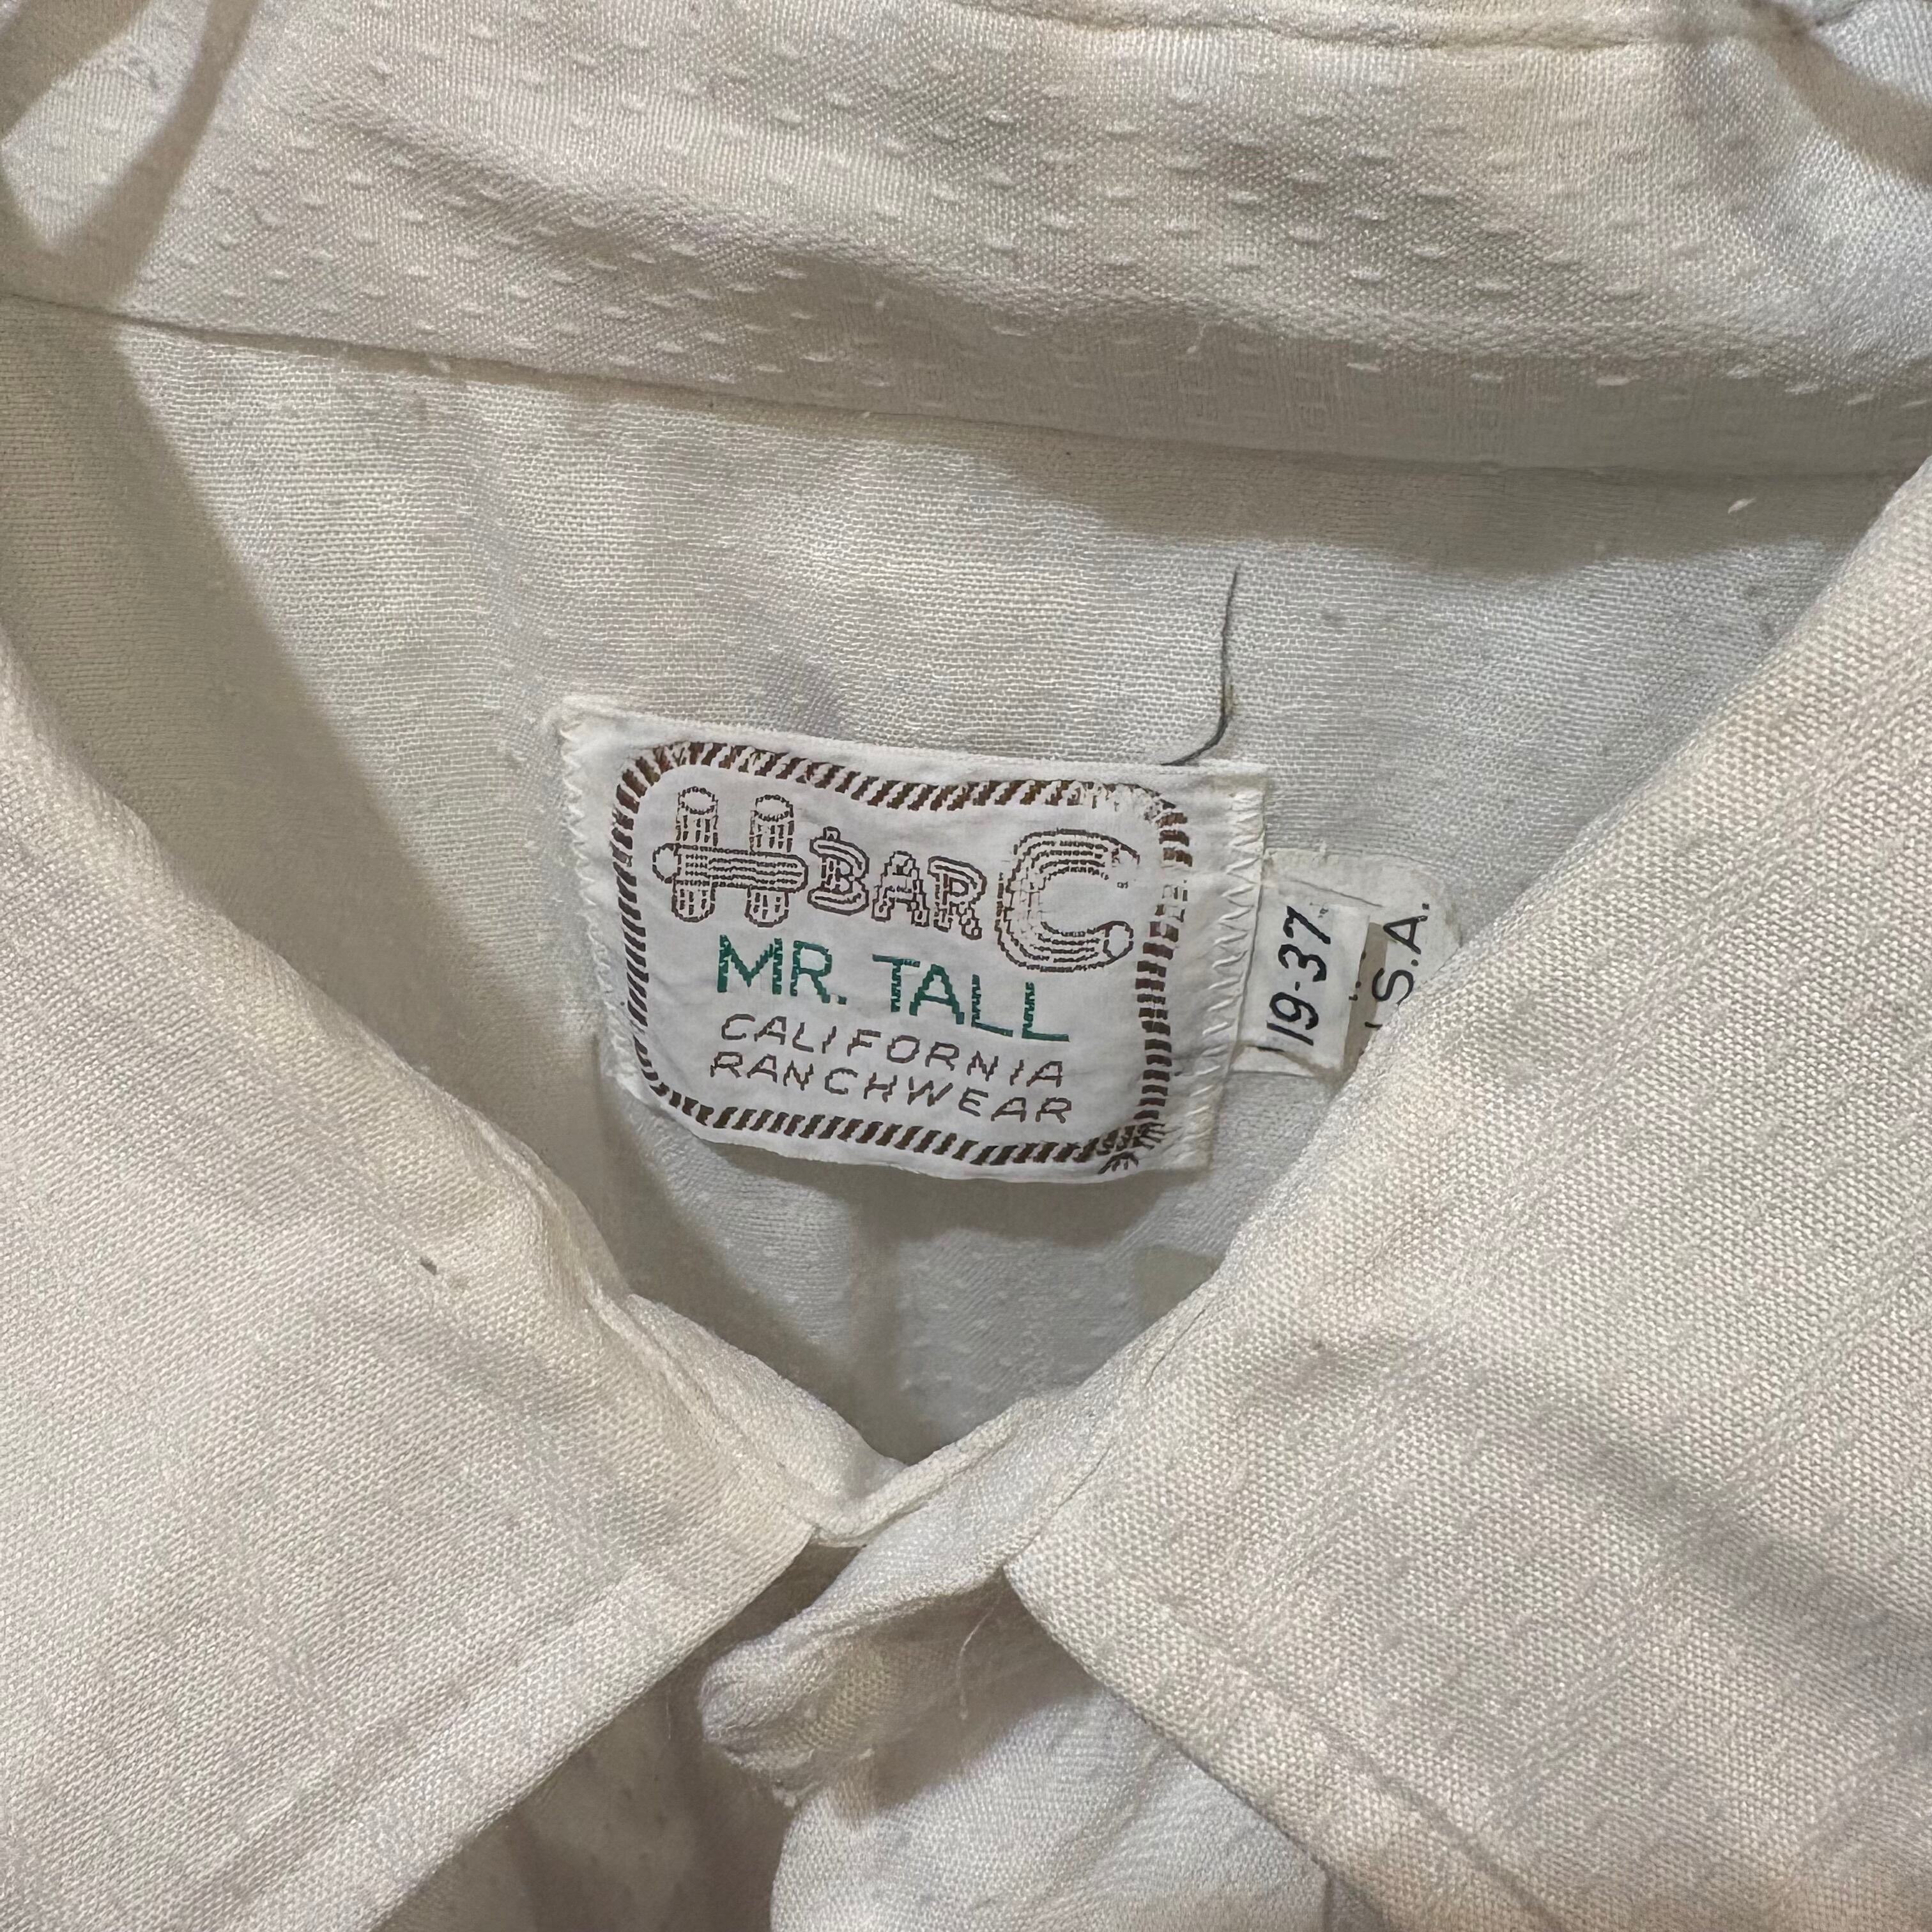 H BAR C
MR. TALL
CALIFORNIA
RANCHWEAR
19-37
S.A.